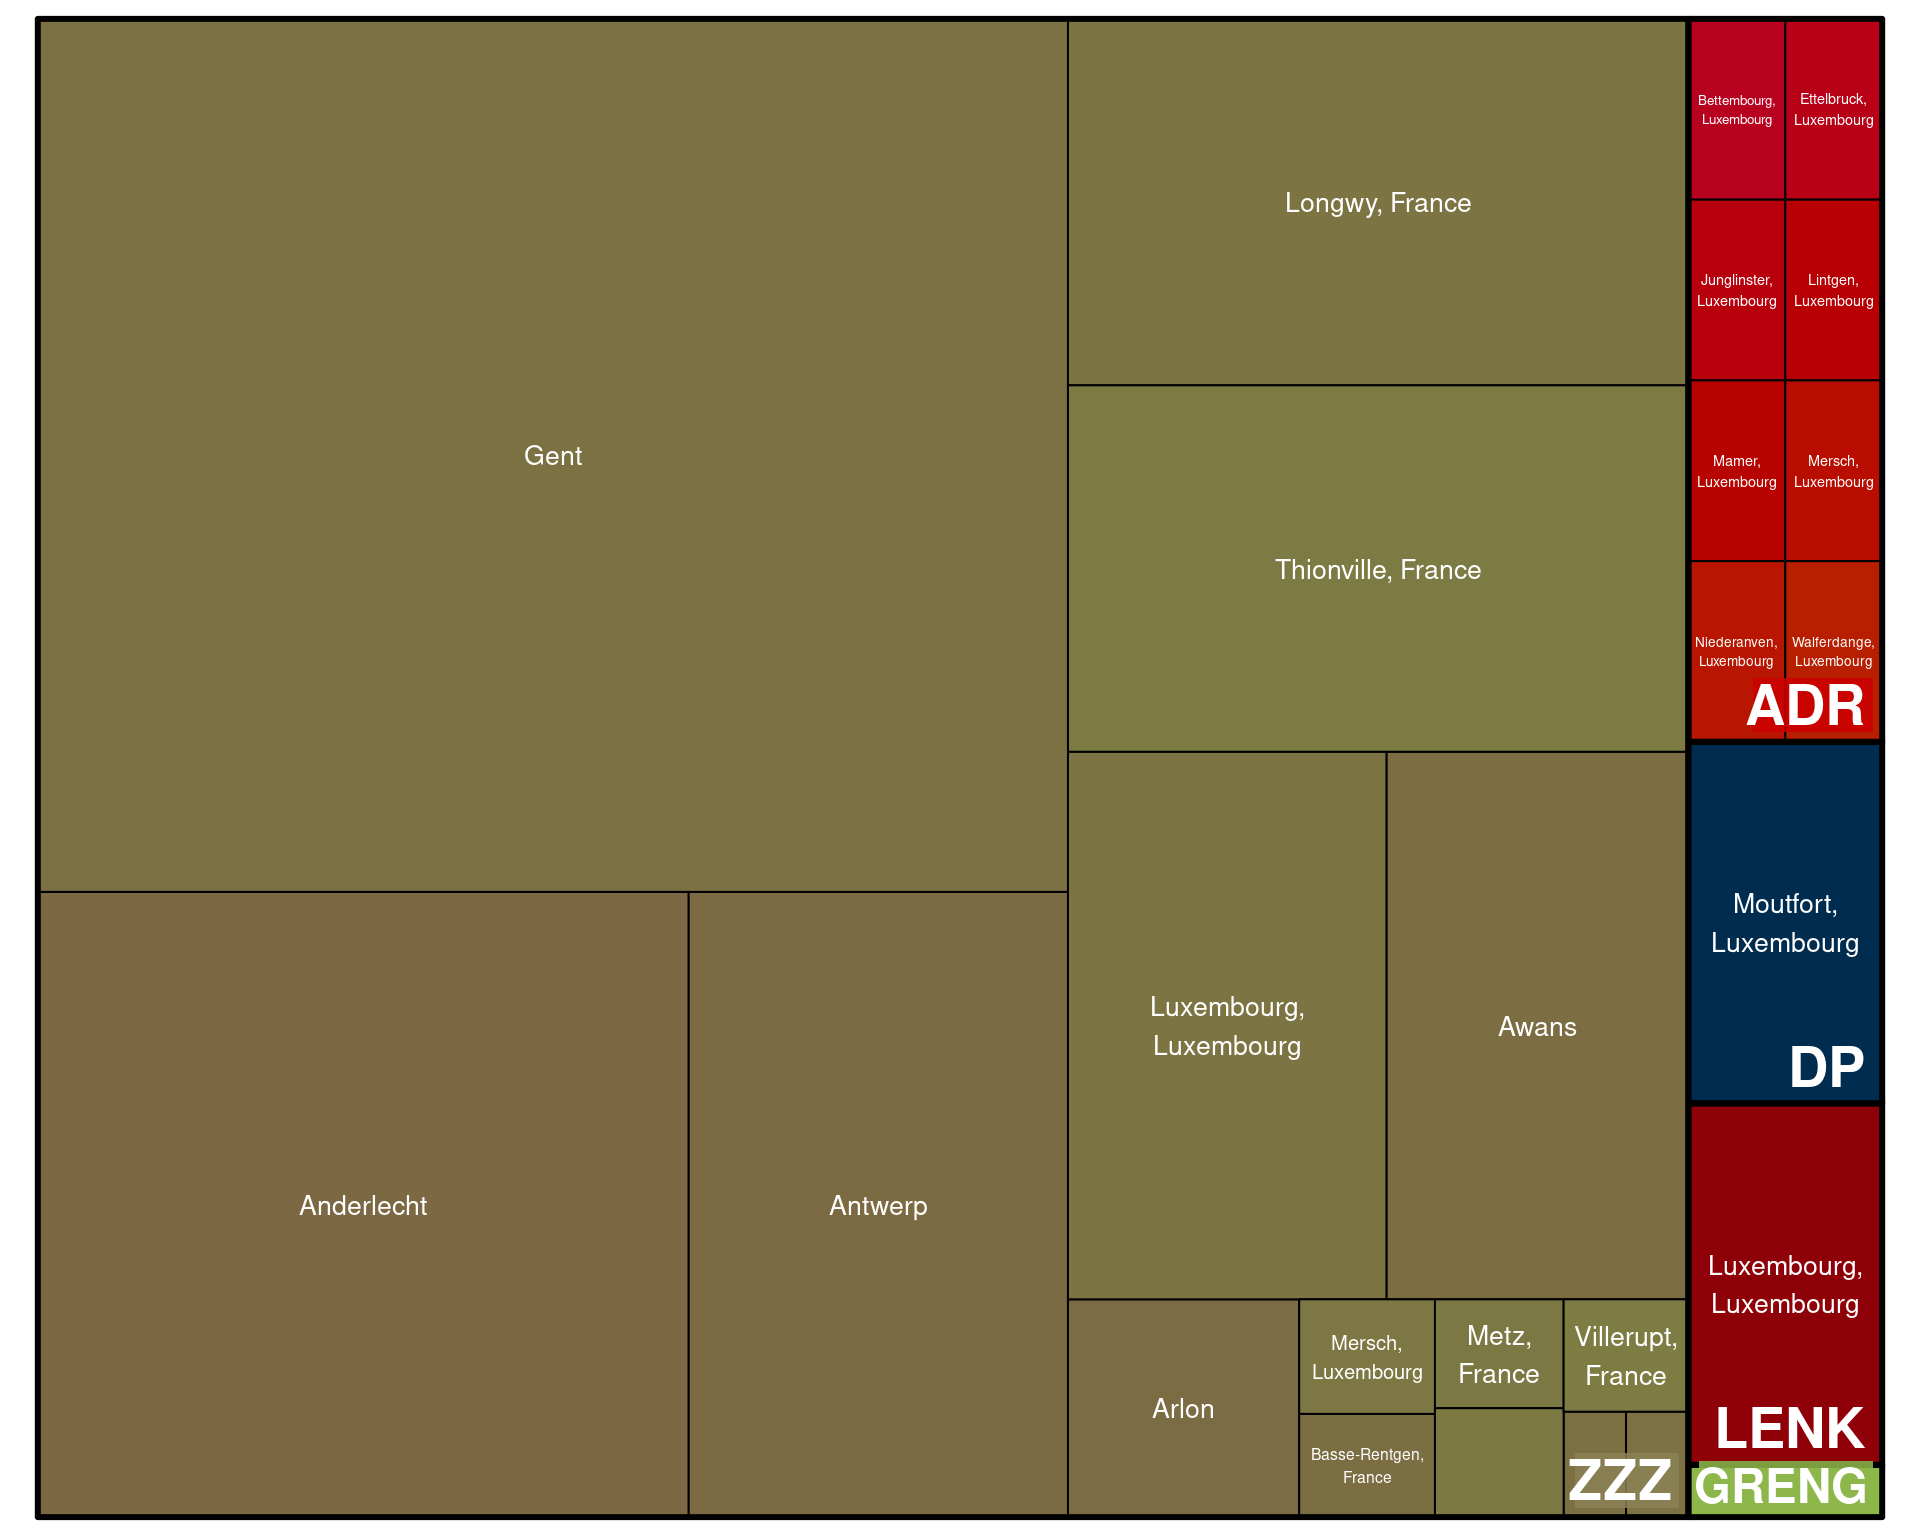 Gent
Anderlecht
Antwerp
Longwy, France
Thionville, France
Luxembourg,
Luxembourg
Awans
Arlon
Mersch,
Luxembourg
Basse-Rentgen,
France
Metz,
France
Villerupt,
France
ZZZ
Bettembourg,
Luxembourg
Ettelbruck,
Luxembourg
Junglinster,
Luxembourg
Lintgen,
Luxembourg
Mamer,
Luxembourg
Mersch,
Luxembourg
Niederanven,
Luxembourg
Walferdange,
Luxembourg
ADR
Moutfort,
Luxembourg
DP
Luxembourg,
Luxembourg
LENK
GRENG